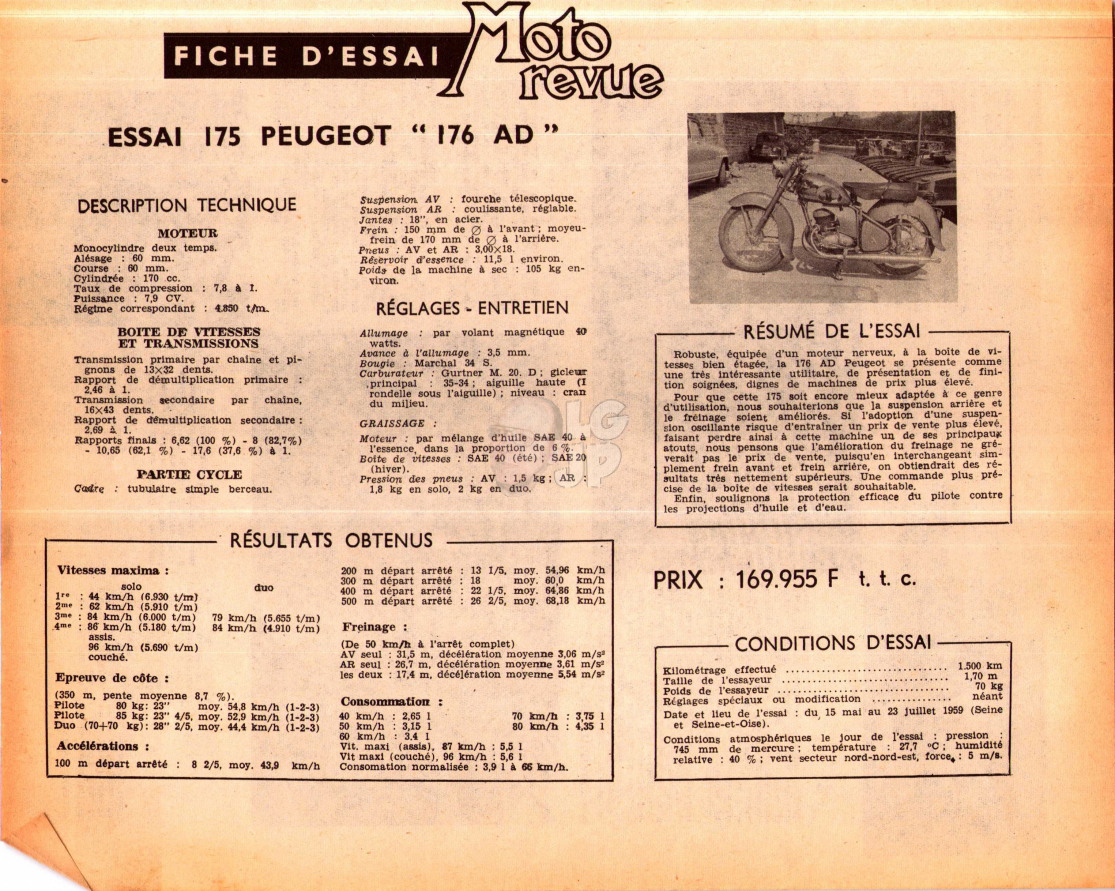 FICHE D'ESSAI Moto revue
ESSAI 175 PEUGEOT “ 176 AD ”
DESCRIPTION TECHNIQUE
MOTEUR
Monocylindre deux temps.
Alésage : 60 mm.
Course : 60 mm.
Cylindrée : 170 cc.
Taux de compression : 7,8 à 1.
Puissance : 7,9 CV.
Régime correspondant : 4.850 t/m.
BOITE DE VITESSES
ET TRANSMISSIONS
Transmission primaire par chaine et pi-
gnons de 13×32 dents.
Rapport de démultiplication primaire :
2,46 à 1.
Transmission secondaire par chaine,
16×43 dents.
Rapport de démultiplication secondaire :
2,69 à 1.
Rapports finals : 6,62 (100 %) - 8 (82,7%)
- 10,65 (62,1 %) - 17,6 (37,6 %) à 1.
PARTIE CYCLE
Cadre : tubulaire simple berceau.
Suspension AV : fourche télescopique.
Suspension AR : coulissante, réglable.
Jantes : 18", en acier.
Frein : 150 mm de ∅ à l'avant ; moyeu-
frein de 170 mm de ∅ à l'arrière.
Pneus : AV et AR : 3,00×18.
Réservoir d'essence : 11,5 l environ.
Poids de la machine à sec : 105 kg en-
viron.
RÉGLAGES - ENTRETIEN
Allumage : par volant magnétique 40
watts.
Avance à l'allumage : 3,5 mm.
Bougie : Marchal 34 S.
Carburateur : Gurtner M. 20. D ; gicleur
principal : 35-34 ; aiguille haute (1
rondelle sous l'aiguille) ; niveau : cran
du milieu.
GRAISSAGE :
Moteur : par mélange d'huile SAE 40 à
l'essence, dans la proportion de 6 %.
Boîte de vitesses : SAE 40 (été) ; SAE 20
(hiver).
Pression des pneus : AV : 1,5 kg ; AR :
1,8 kg en solo, 2 kg en duo.
RÉSUMÉ DE L'ESSAI
Robuste, équipée d'un moteur nerveux, à la boîte de vi-
tesses bien étagée, la 176 AD Peugeot se présente comme
une très intéressante utilitaire, de présentation et de fini-
tion soignées, dignes de machines de prix plus élevé.
Pour que cette 175 soit encore mieux adaptée à ce genre
d'utilisation, nous souhaiterions que la suspension arrière et
le freinage soient améliorés. Si l'adoption d'une suspen-
sion oscillante risque d'entraîner un prix de vente plus élevé,
faisant perdre ainsi à cette machine un de ses principaux
atouts, nous pensons que l'amélioration du freinage ne gré-
verait pas le prix de vente, puisqu'en interchangeant sim-
plement frein avant et frein arrière, on obtiendrait des ré-
sultats très nettement supérieurs. Une commande plus pré-
cise de la boîte de vitesses serait souhaitable.
Enfin, soulignons la protection efficace du pilote contre
les projections d'huile et d'eau.
RÉSULTATS OBTENUS
Vitesses maxima :
solo duo
1re : 44 km/h (6.930 t/m)
2me : 62 km/h (5.910 t/m)
3me : 84 km/h (6.000 t/m) 79 km/h (5.655 t/m)
4me : 86 km/h (5.180 t/m) 84 km/h (4.910 t/m)
assis.
96 km/h (5.690 t/m)
couché.
Epreuve de côte :
(350 m, pente moyenne 8,7 %).
Pilote 80 kg: 23" moy. 54,8 km/h (1-2-3)
Pilote 85 kg: 23" 4/5, moy. 52,9 km/h (1-2-3)
Duo (70+70 kg): 28" 2/5, moy. 44,4 km/h (1-2-3)
Accélérations :
100 m départ arrêté : 8 2/5, moy. 43,9 km/h
200 m départ arrêté : 13 1/5, moy. 54,96 km/h
300 m départ arrêté : 18 moy. 60,0 km/h
400 m départ arrêté : 22 1/5, moy. 64,86 km/h
500 m départ arrêté : 26 2/5, moy. 68,18 km/h
Freinage :
(De 50 km/h à l'arrêt complet)
AV seul : 31,5 m, décélération moyenne 3,06 m/s²
AR seul : 26,7 m, décélération moyenne 3,61 m/s²
les deux : 17,4 m, décélération moyenne 5,54 m/s²
Consommation :
40 km/h : 2,65 l 70 km/h : 3,75 l
50 km/h : 3,15 l 80 km/h : 4,35 l
60 km/h : 3.4 l
Vit. maxi (assis), 87 km/h : 5,5 l
Vit maxi (couché), 96 km/h : 5,6 l
Consomation normalisée : 3,9 l à 66 km/h.
PRIX : 169.955 F t. t. c.
CONDITIONS D'ESSAI
Kilométrage effectué ................................ 1.500 km
Taille de l'essayeur ................................ 1,70 m
Poids de l'essayeur ................................ 70 kg
Réglages spéciaux ou modification ............ néant
Date et lieu de l'essai : du 15 mai au 23 juillet 1959 (Seine
et Seine-et-Oise).
Conditions atmosphériques le jour de l'essai : pression :
745 mm de mercure ; température : 27,7 °C ; humidité
relative : 40 % ; vent secteur nord-nord-est, force : 5 m/s.